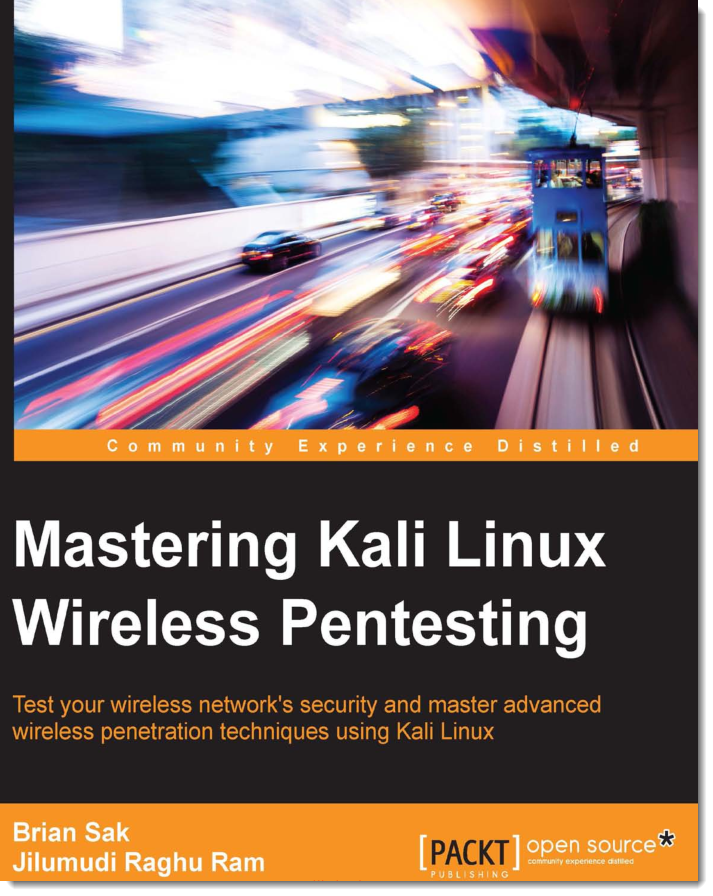 Community Experience Distilled
Mastering Kali Linux
Wireless Pentesting
Test your wireless network's security and master advanced
wireless penetration techniques using Kali Linux
Brian Sak
Jilumudi Raghu Ram
[PACKT] open source*
PUBLISHING community experience distilled